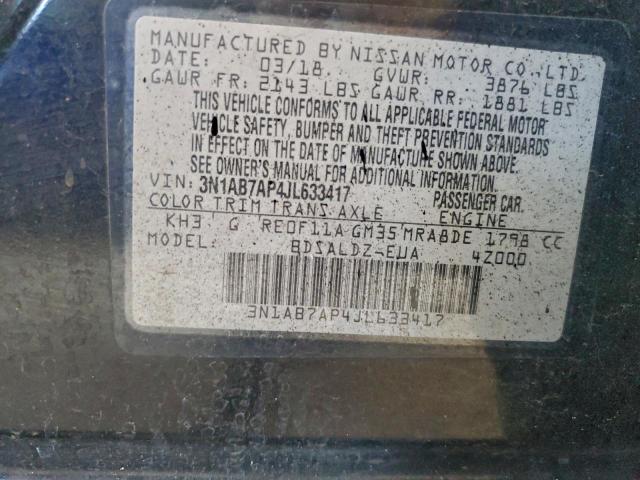 MANUFACTURED BY NISSAN MOTOR CO., LTD.
DATE: 03/18 GVWR: 3876 LBS
GAWR FR: 2143 LBS GAWR RR: 1881 LBS
THIS VEHICLE CONFORMS TO ALL APPLICABLE FEDERAL MOTOR
VEHICLE SAFETY, BUMPER AND THEFT PREVENTION STANDARDS
IN EFFECT ON THE DATE OF MANUFACTURE SHOWN ABOVE.
SEE OWNER'S MANUAL FOR ADDITIONAL INFORMATION
VIN: 3N1AB7AP4JL633417 PASSENGER CAR.
COLOR TRIM TRANS. AXLE ENGINE
KH3 G RE0F11A GM35 MRA8DE 1798 CC
MODEL: BDSALDZ-EUA 4Z000
3N1AB7AP4JL633417